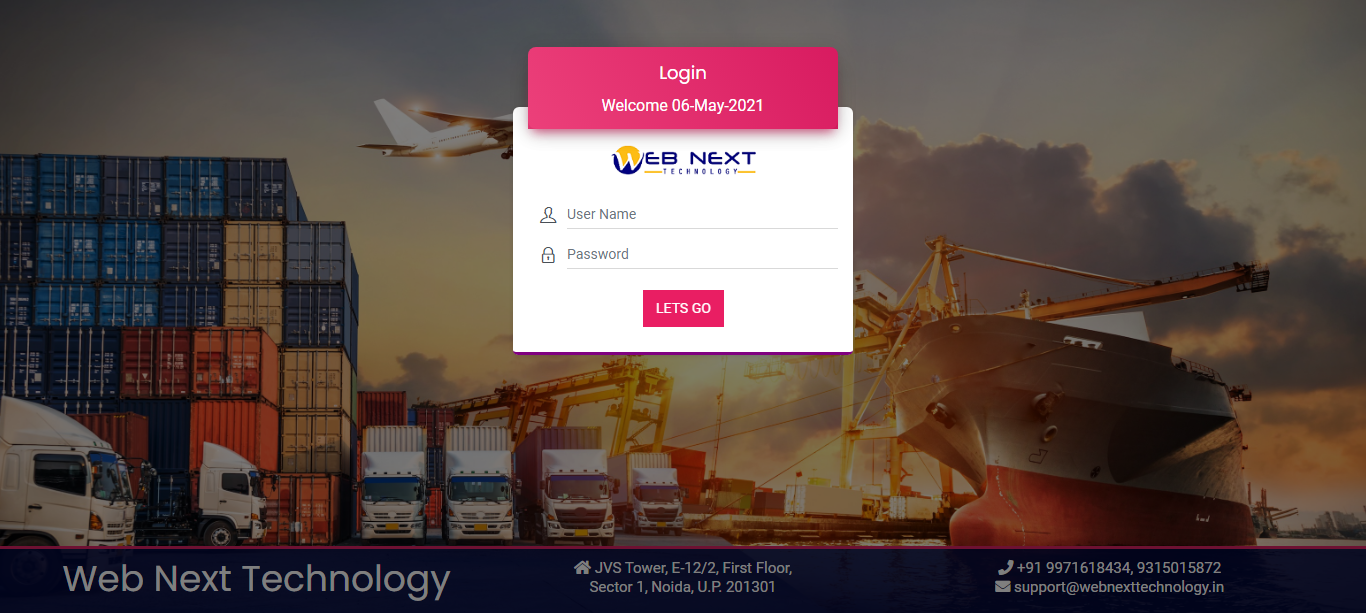 Login
Welcome 06-May-2021
WEB NEXT
TECHNOLOGY
User Name
Password
LETS GO
Web Next Technology
JVS Tower, E-12/2, First Floor,
Sector 1, Noida, U.P. 201301
+91 9971618434, 9315015872
support@webnexttechnology.in